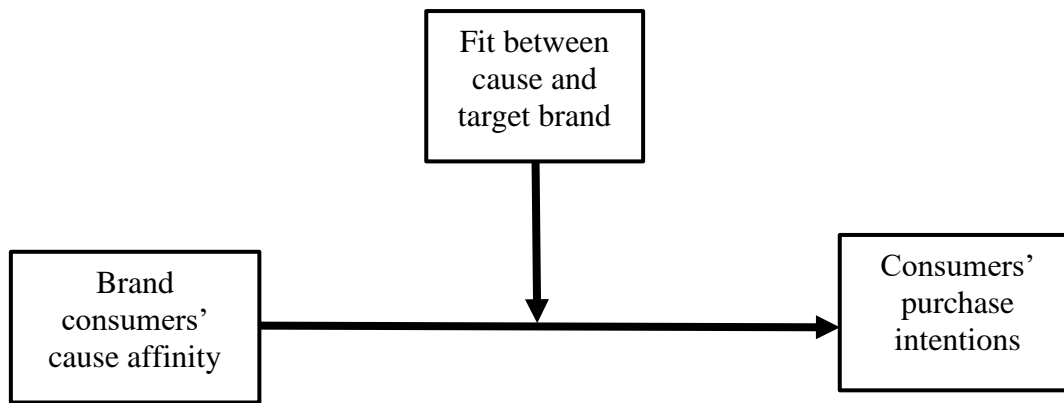 Fit between
cause and
target brand
Brand
consumers’
cause affinity
Consumers’
purchase
intentions